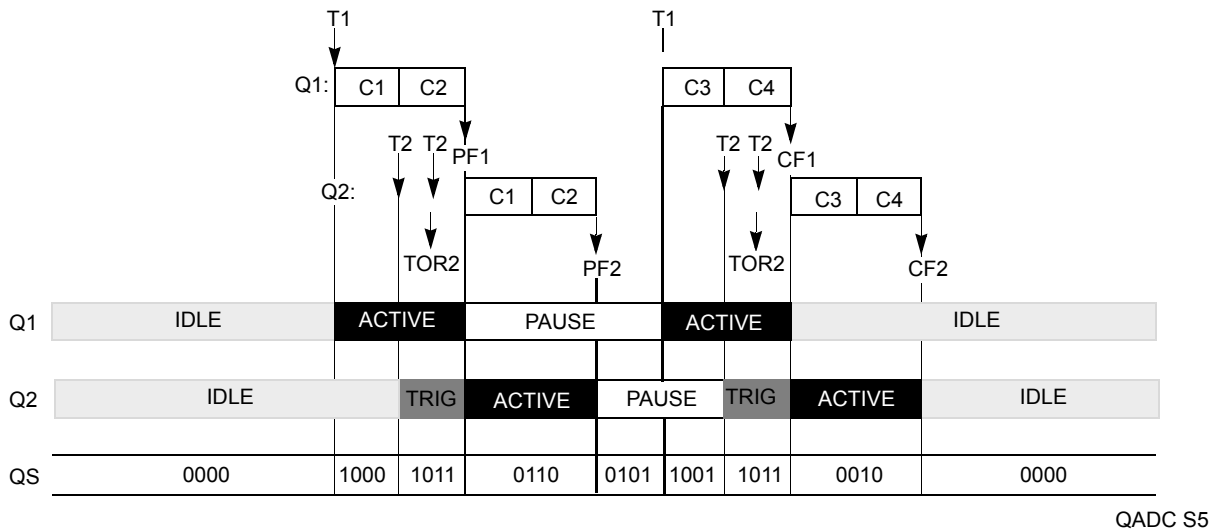 T1 T1
Q1: C1 C2 C3 C4
T2 T2 PF1 T2 T2 CF1
Q2: C1 C2 C3 C4
TOR2 PF2 TOR2 CF2
Q1 IDLE ACTIVE PAUSE ACTIVE IDLE
Q2 IDLE TRIG ACTIVE PAUSE TRIG ACTIVE IDLE
QS 0000 1000 1011 0110 0101 1001 1011 0010 0000
QADC S5